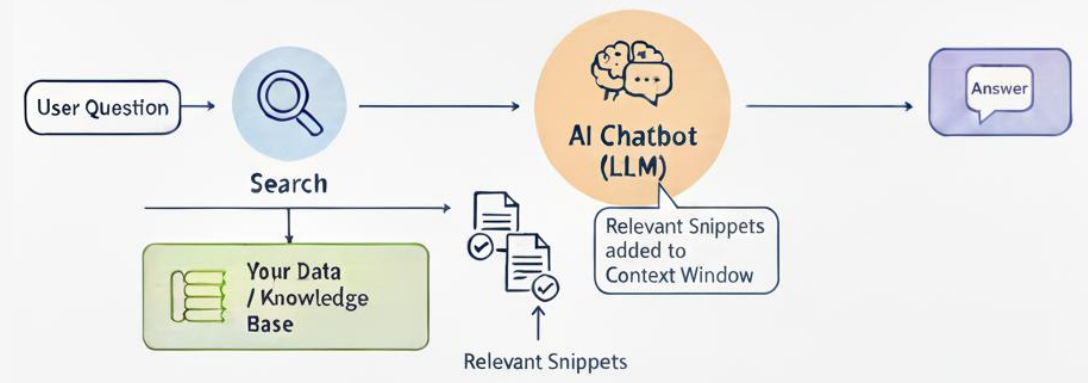 User Question
Search
AI Chatbot
(LLM)
Answer
Relevant Snippets
added to
Context Window
Your Data
/ Knowledge
Base
Relevant Snippets